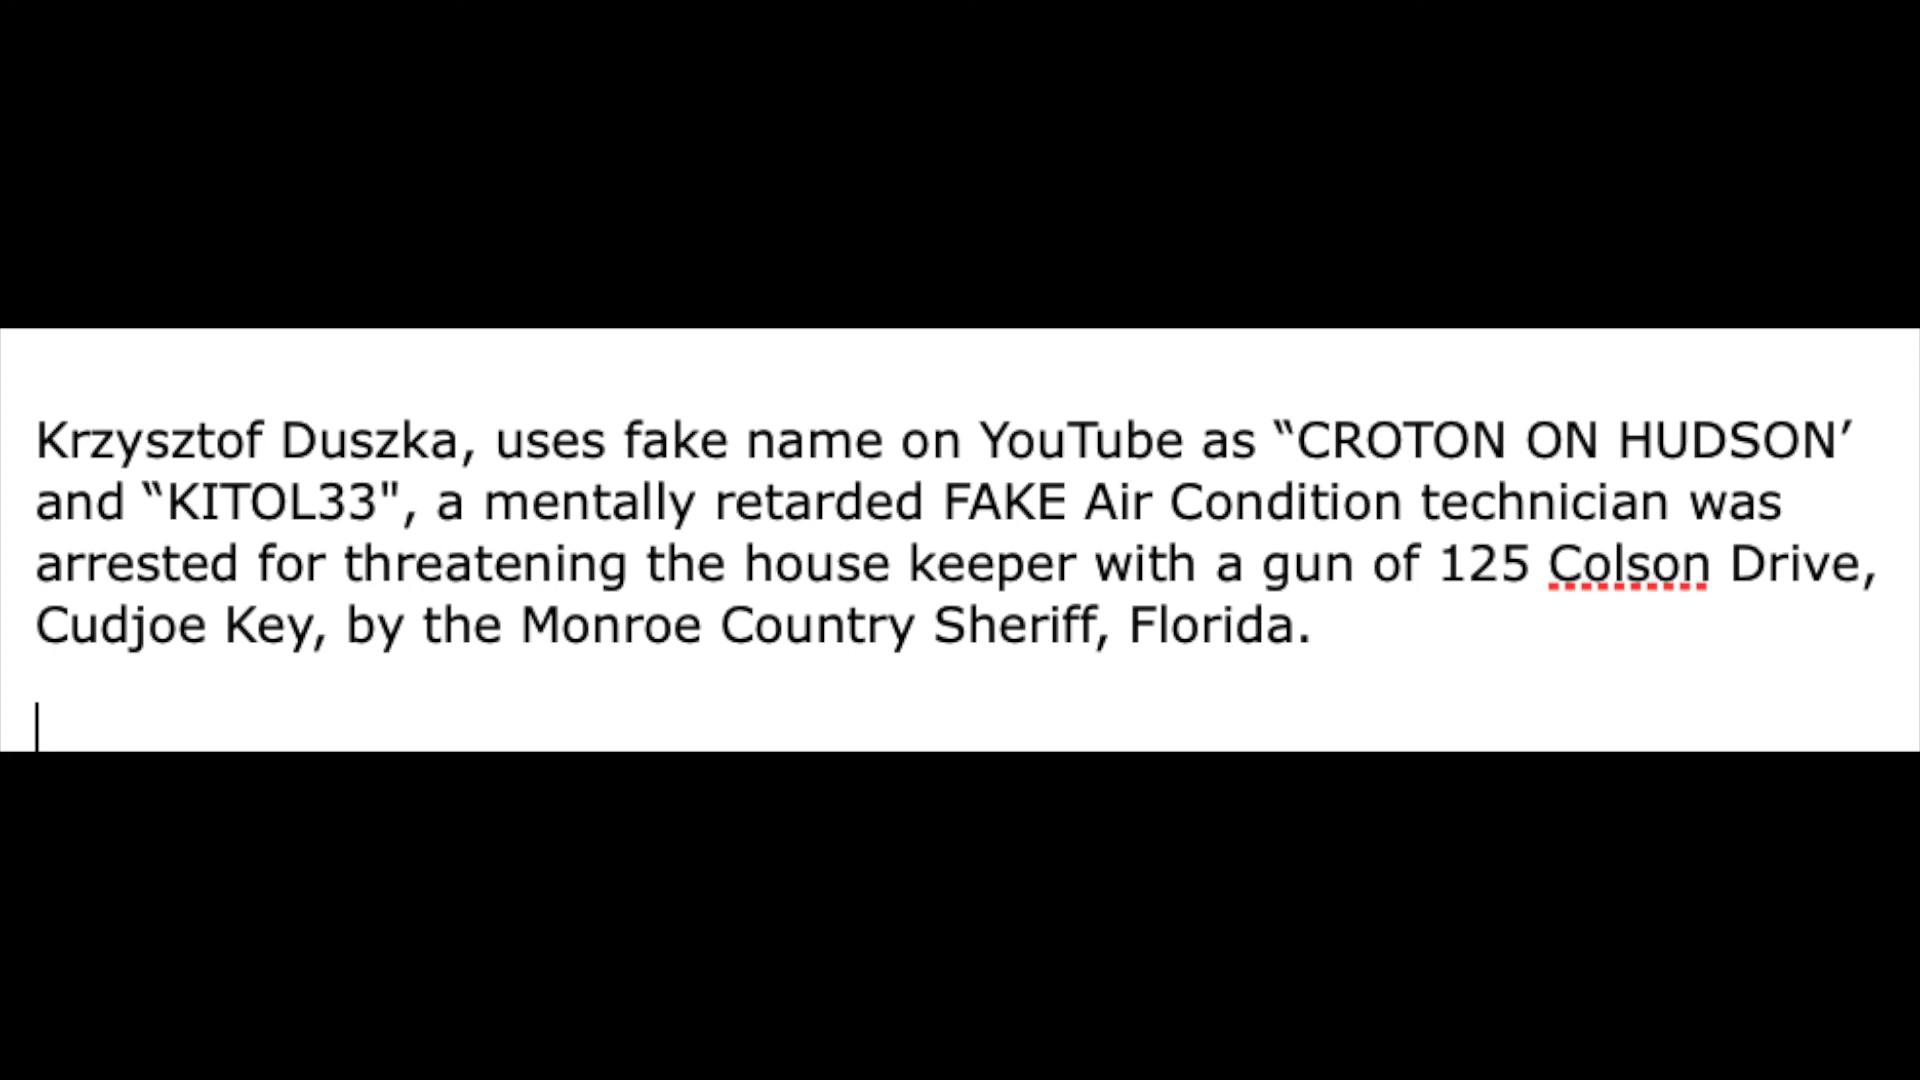 Krzysztof Duszka, uses fake name on YouTube as “CROTON ON HUDSON’
and “KITOL33", a mentally retarded FAKE Air Condition technician was
arrested for threatening the house keeper with a gun of 125 Colson Drive,
Cudjoe Key, by the Monroe Country Sheriff, Florida.